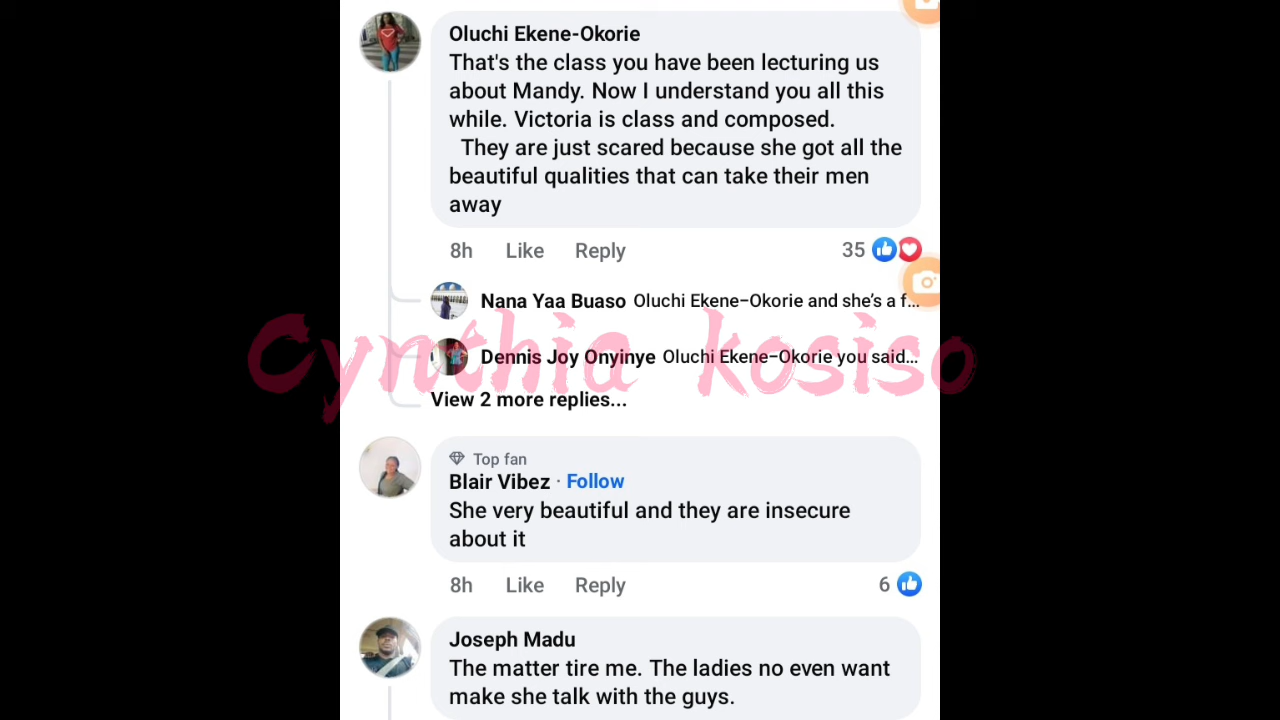 Oluchi Ekene-Okorie
That's the class you have been lecturing us
about Mandy. Now I understand you all this
while. Victoria is class and composed.
They are just scared because she got all the
beautiful qualities that can take their men
away
8h Like Reply 35
Nana Yaa Buaso Oluchi Ekene-Okorie and she's a f...
Cynthia kosiso
Dennis Joy Onyinye Oluchi Ekene-Okorie you said...
View 2 more replies...
Top fan
Blair Vibez · Follow
She very beautiful and they are insecure
about it
8h Like Reply 6
Joseph Madu
The matter tire me. The ladies no even want
make she talk with the guys.